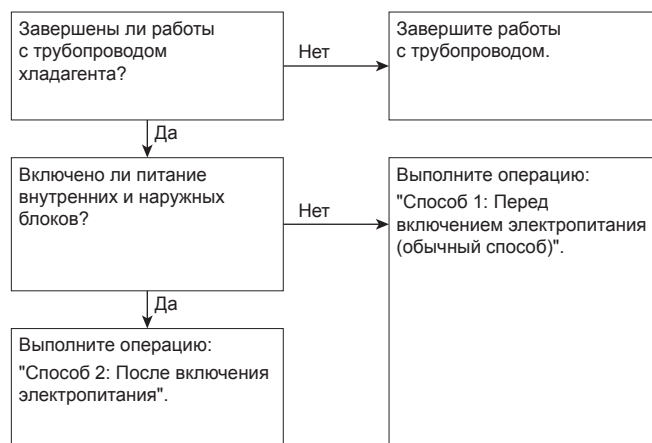 Завершены ли работы
с трубопроводом
хладагента?
Нет
Завершите работы
с трубопроводом.
Да
Включено ли питание
внутренних и наружных
блоков?
Нет
Выполните операцию:
"Способ 1: Перед
включением электропитания
(обычный способ)".
Да
Выполните операцию:
"Способ 2: После включения
электропитания".